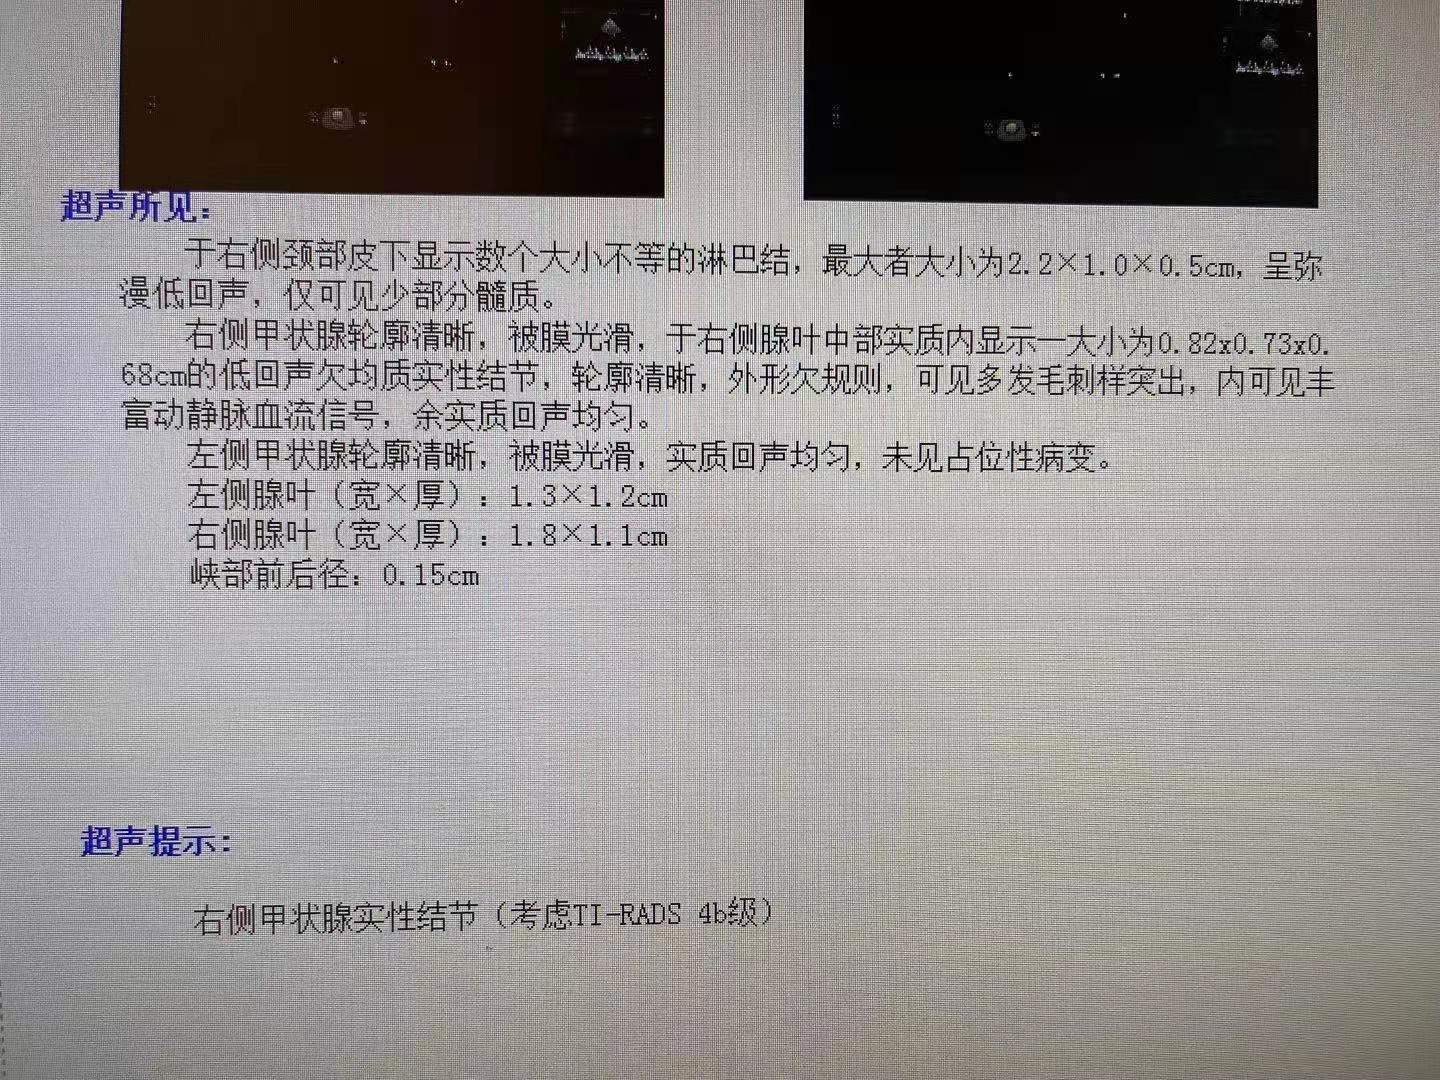 超声所见：
于右侧颈部皮下显示数个大小不等的淋巴结，最大者大小为2.2×1.0×0.5cm，呈弥
漫低回声，仅可见少部分髓质。
右侧甲状腺轮廓清晰，被膜光滑，于右侧腺叶中部实质内显示一大小为0.82x0.73x0.
68cm的低回声欠均质实性结节，轮廓清晰，外形欠规则，可见多发毛刺样突出，内可见丰
富动静脉血流信号，余实质回声均匀。
左侧甲状腺轮廓清晰，被膜光滑，实质回声均匀，未见占位性病变。
左侧腺叶（宽×厚）：1.3×1.2cm
右侧腺叶（宽×厚）：1.8×1.1cm
峡部前后径：0.15cm
超声提示：
右侧甲状腺实性结节（考虑TI-RADS 4b级）